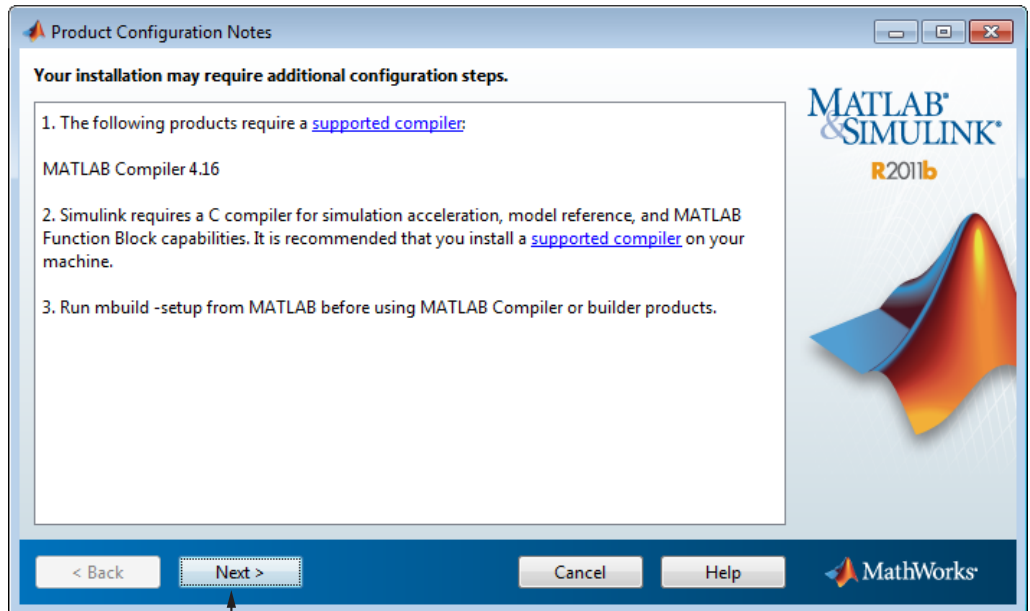 Product Configuration Notes
Your installation may require additional configuration steps.
1. The following products require a supported compiler:
MATLAB Compiler 4.16
2. Simulink requires a C compiler for simulation acceleration, model reference, and MATLAB
Function Block capabilities. It is recommended that you install a supported compiler on your
machine.
3. Run mbuild -setup from MATLAB before using MATLAB Compiler or builder products.
MATLAB®
&SIMULINK®
R2011b
< Back
Next >
Cancel
Help
MathWorks®